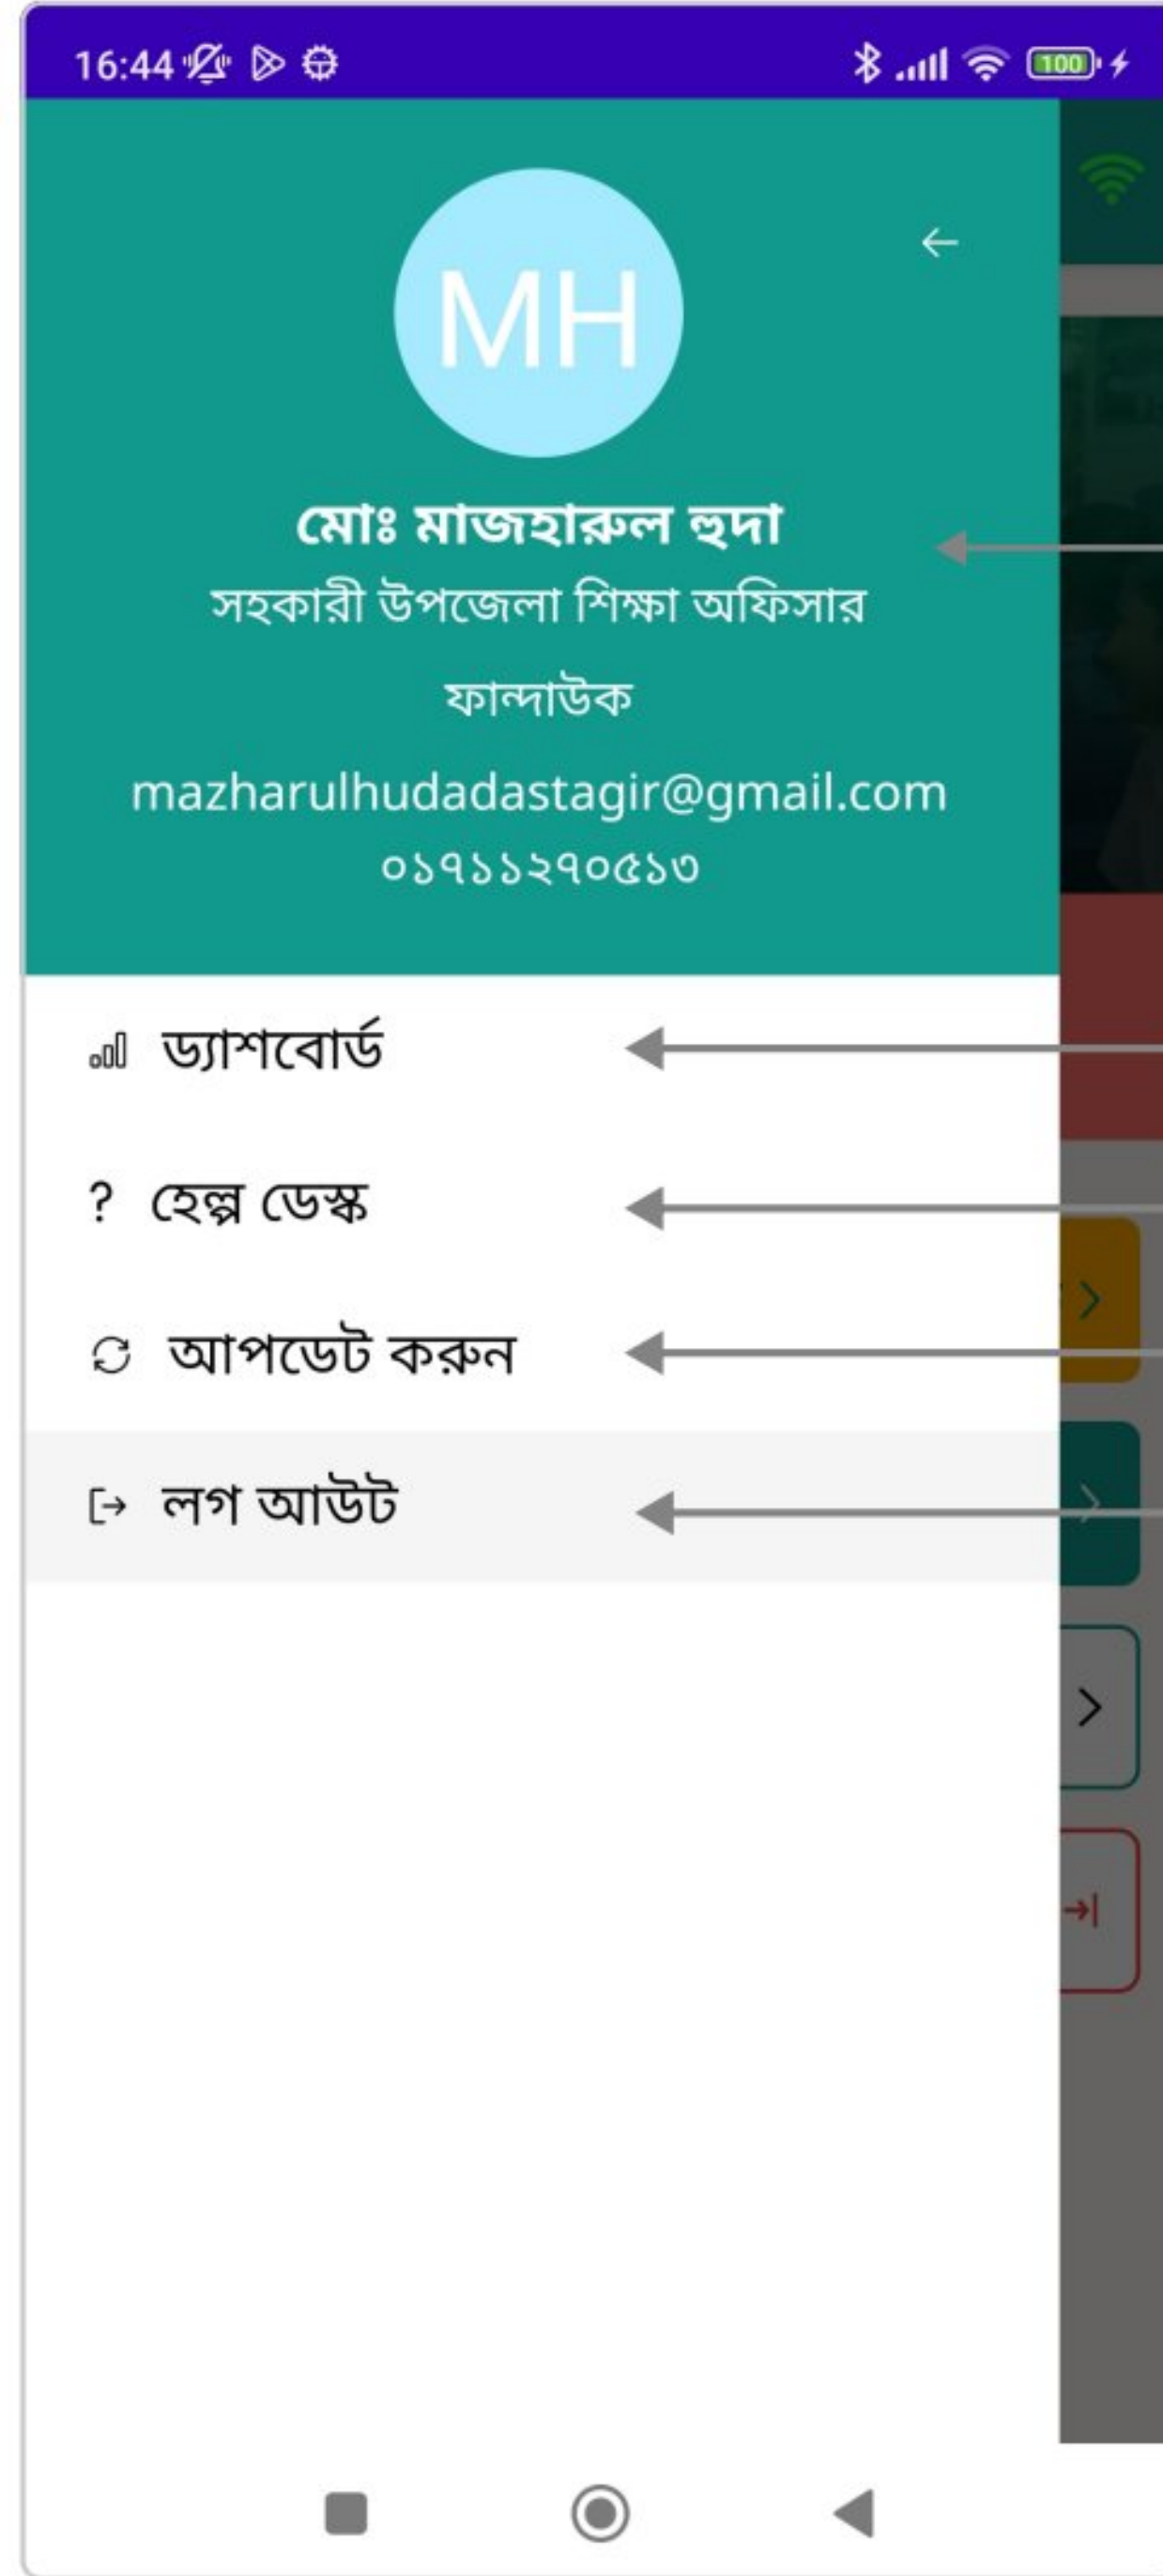 16:44
100
MH
মোঃ মাজহারুল হুদা
সহকারী উপজেলা শিক্ষা অফিসার
ফান্দাউক
mazharulhudadastagir@gmail.com
০১৭১১২৭০৫১৩
ড্যাশবোর্ড
? হেল্প ডেস্ক
আপডেট করুন
লগ আউট